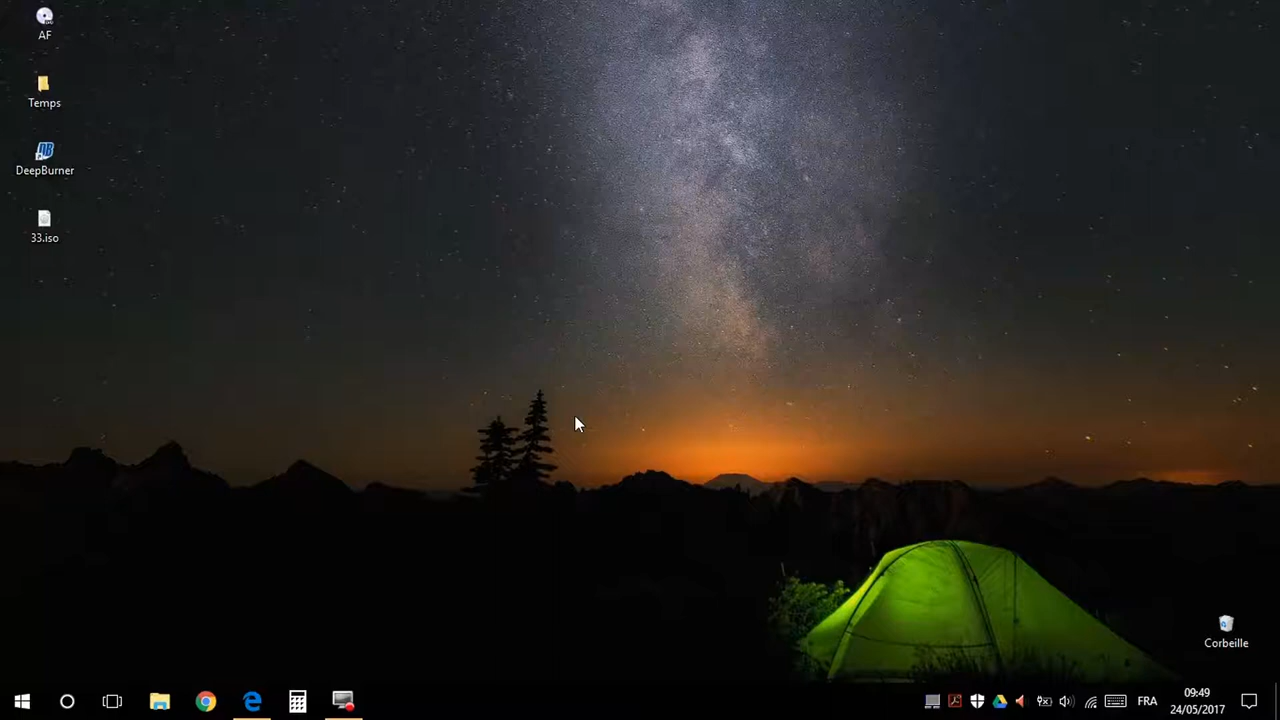 AF
Temps
DeepBurner
33.iso
Corbeille
FRA
09:49
24/05/2017